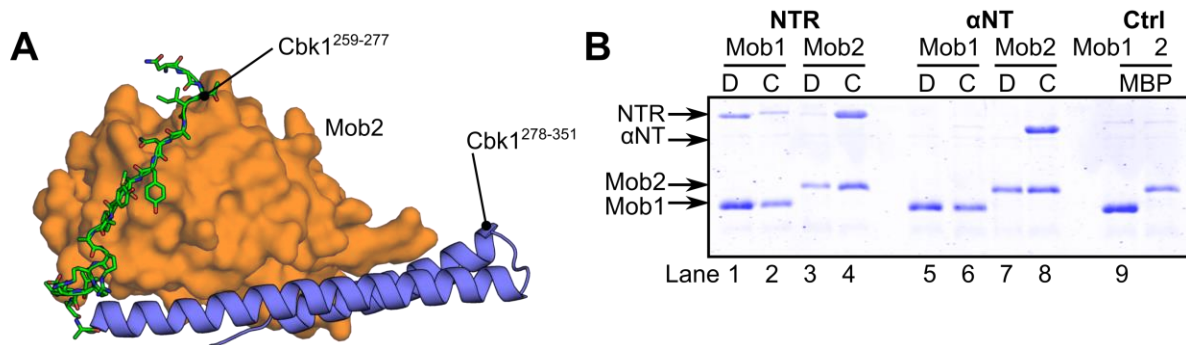 A
Cbk1²⁵⁹⁻²⁷⁷
Mob2
Cbk1²⁷⁸⁻³⁵¹
B
NTR αNT Ctrl
Mob1 Mob2 Mob1 Mob2 Mob1 2
D C D C D C D C MBP
NTR
αNT
Mob2
Mob1
Lane 1 2 3 4 5 6 7 8 9